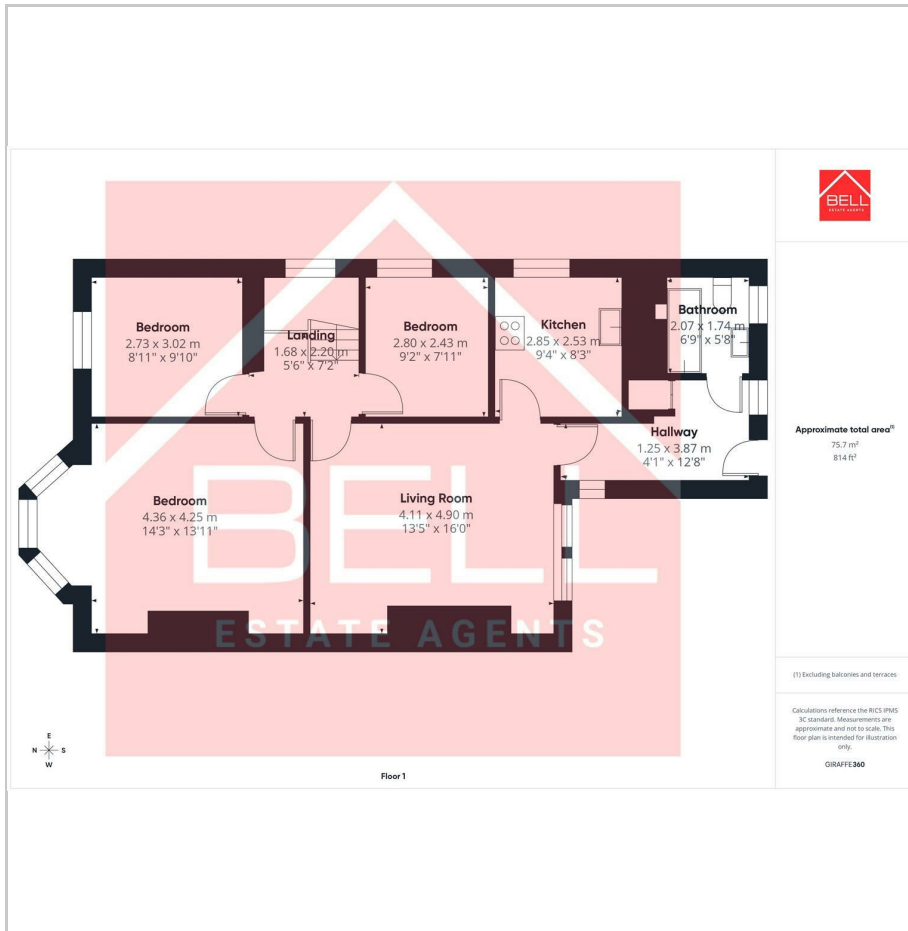 BELL
ESTATE AGENTS
Bedroom
2.73 x 3.02 m
8'11" x 9'10"
Landing
1.68 x 2.20 m
5'6" x 7'2"
Bedroom
2.80 x 2.43 m
9'2" x 7'11"
Kitchen
2.85 x 2.53 m
9'4" x 8'3"
Bathroom
2.07 x 1.74 m
6'9" x 5'8"
Hallway
1.25 x 3.87 m
4'1" x 12'8"
Bedroom
4.36 x 4.25 m
14'3" x 13'11"
Living Room
4.11 x 4.90 m
13'5" x 16'0"
BELL
ESTATE AGENTS
Approximate total area(1)
75.7 m²
814 ft²
(1) Excluding balconies and terraces
Calculations reference the RICS IPMS
3C standard. Measurements are
approximate and not to scale. This
floor plan is intended for illustration
only.
GIRAFFE360
E
N S
W
Floor 1